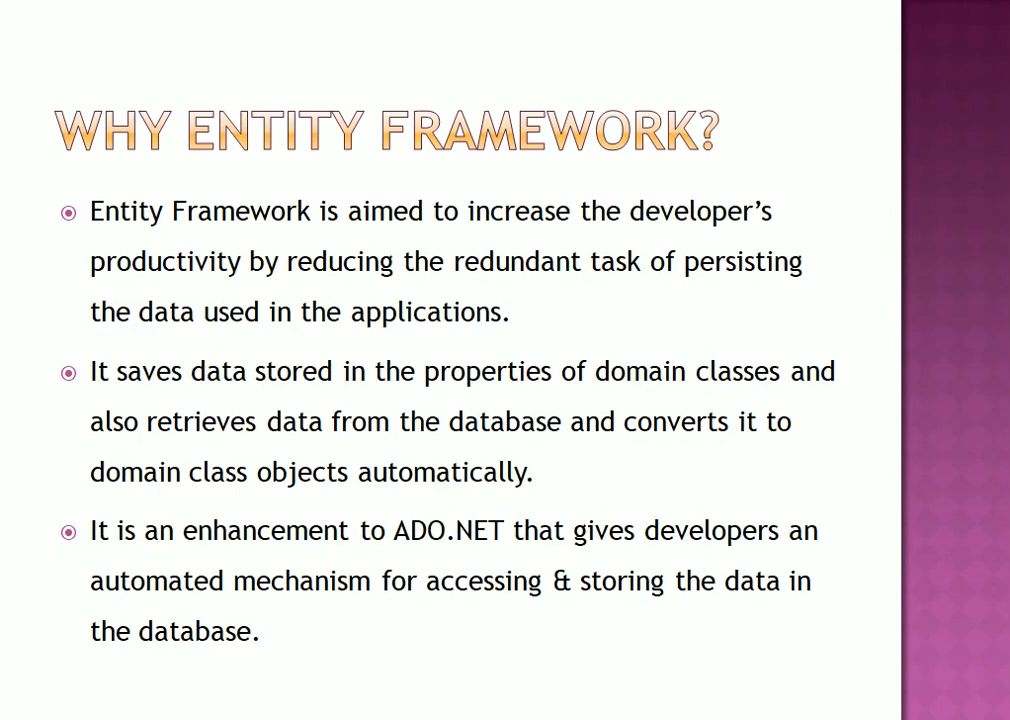 WHY ENTITY FRAMEWORK?
Entity Framework is aimed to increase the developer’s
productivity by reducing the redundant task of persisting
the data used in the applications.
It saves data stored in the properties of domain classes and
also retrieves data from the database and converts it to
domain class objects automatically.
It is an enhancement to ADO.NET that gives developers an
automated mechanism for accessing & storing the data in
the database.